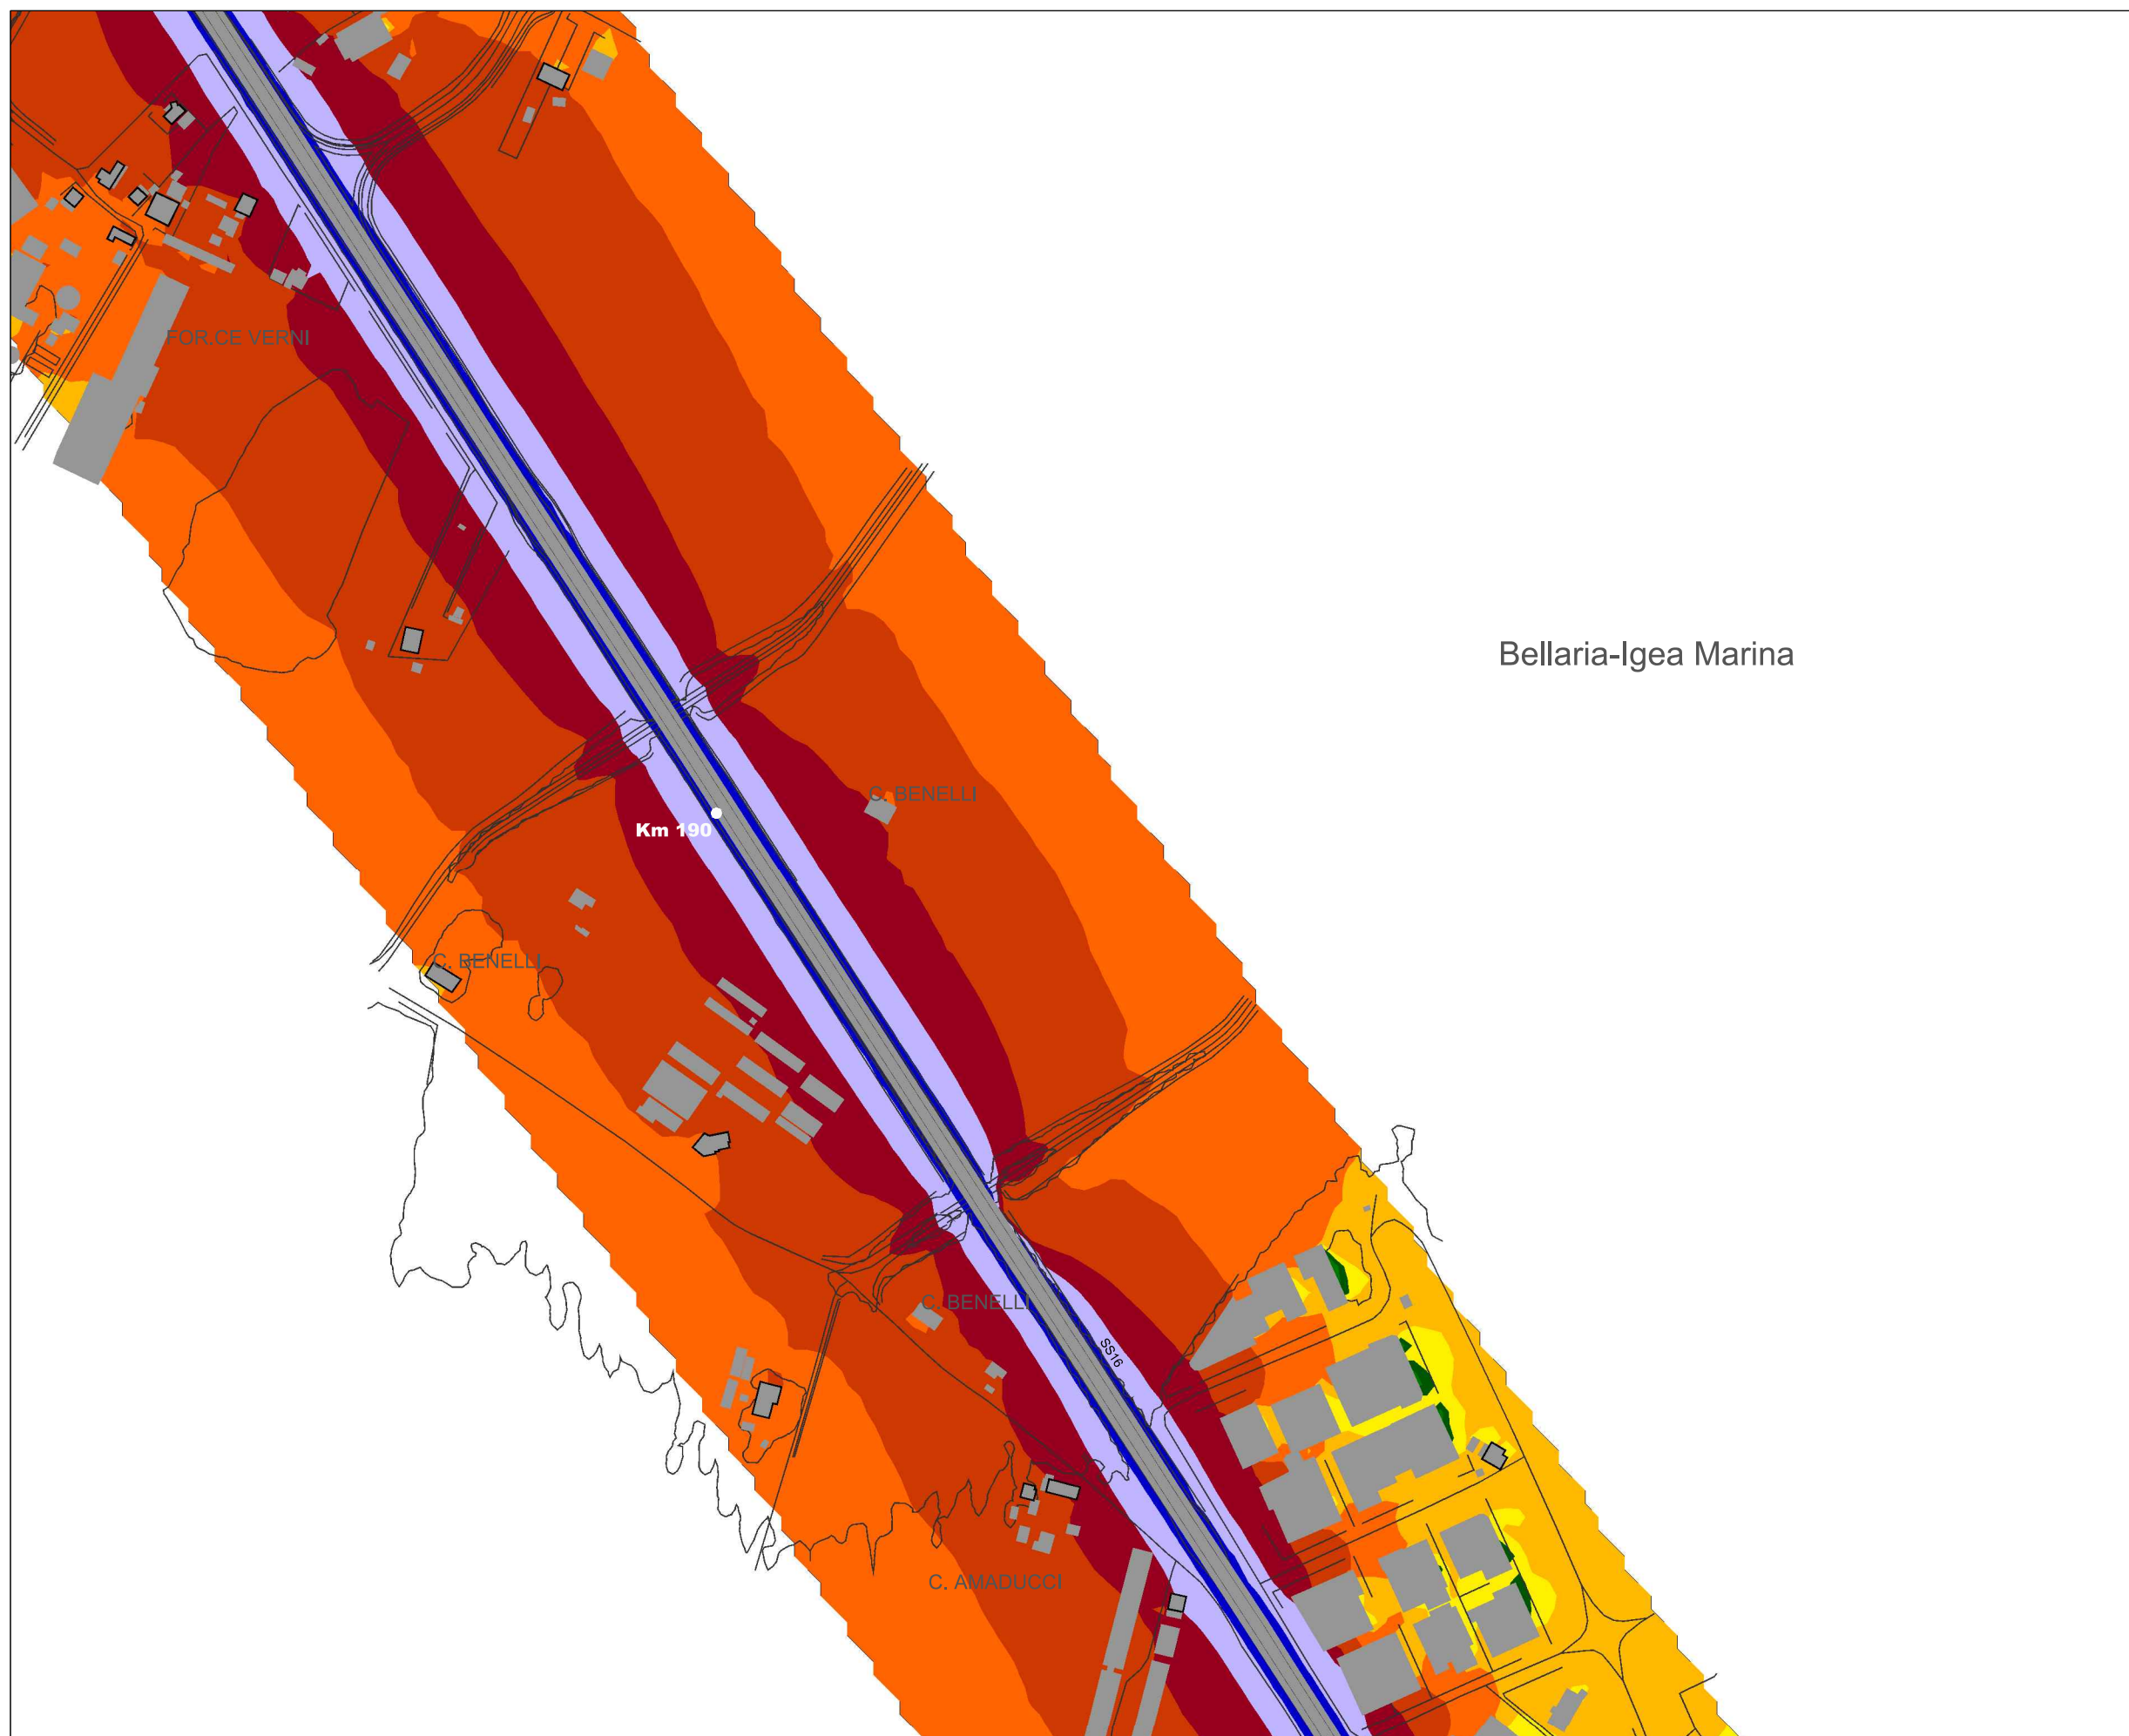 FOR.CE VERNI
Bellaria-Igea Marina
C. BENELLI
Km 190
C. BENELLI
C. BENELLI
SS16
C. AMADUCCI